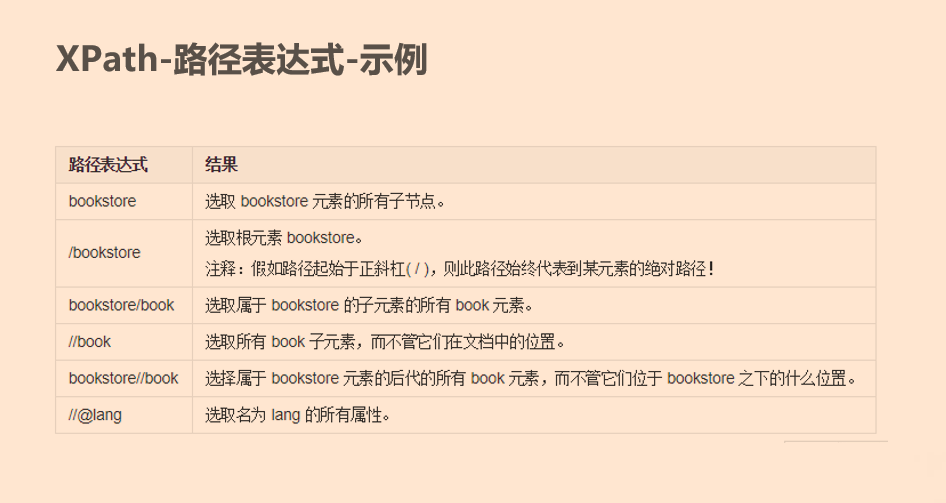 XPath-路径表达式-示例
路径表达式 结果
bookstore 选取 bookstore 元素的所有子节点。
/bookstore 选取根元素 bookstore。
注释：假如路径起始于正斜杠( / )，则此路径始终代表到某元素的绝对路径！
bookstore/book 选取属于 bookstore 的子元素的所有 book 元素。
//book 选取所有 book 子元素，而不管它们在文档中的位置。
bookstore//book 选择属于 bookstore 元素的后代的所有 book 元素，而不管它们位于 bookstore 之下的什么位置。
//@lang 选取名为 lang 的所有属性。